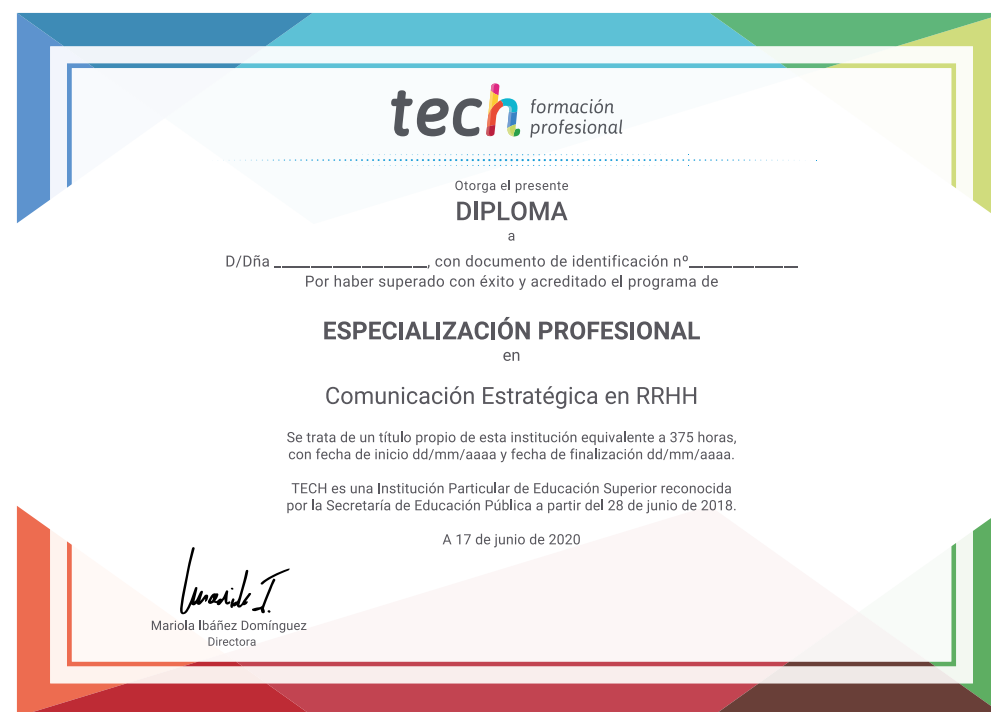 tech formación
profesional
Otorga el presente
DIPLOMA
a
D/Dña ____________________, con documento de identificación nº______________
Por haber superado con éxito y acreditado el programa de
ESPECIALIZACIÓN PROFESIONAL
en
Comunicación Estratégica en RRHH
Se trata de un título propio de esta institución equivalente a 375 horas,
con fecha de inicio dd/mm/aaaa y fecha de finalización dd/mm/aaaa.
TECH es una Institución Particular de Educación Superior reconocida
por la Secretaría de Educación Pública a partir del 28 de junio de 2018.
A 17 de junio de 2020
Mariola Ibáñez Domínguez
Directora